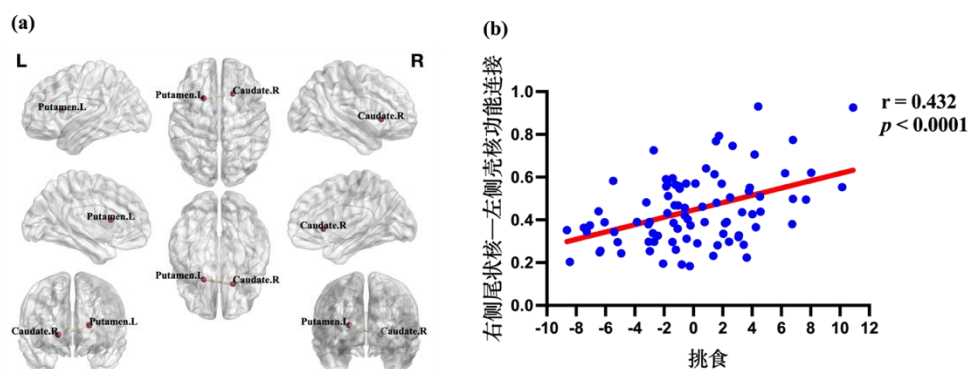 (a)
L
R
Putamen.L
Putamen.L
Caudate.R
Caudate.R
Putamen.L
Caudate.R
Putamen.L
Caudate.R
Caudate.R
Putamen.L
Putamen.L
Caudate.R
(b)
右侧尾状核—左侧壳核功能连接
1.0
0.8
0.6
0.4
0.2
0.0
-10 -8 -6 -4 -2 0 2 4 6 8 10 12
挑食
r = 0.432
p < 0.0001